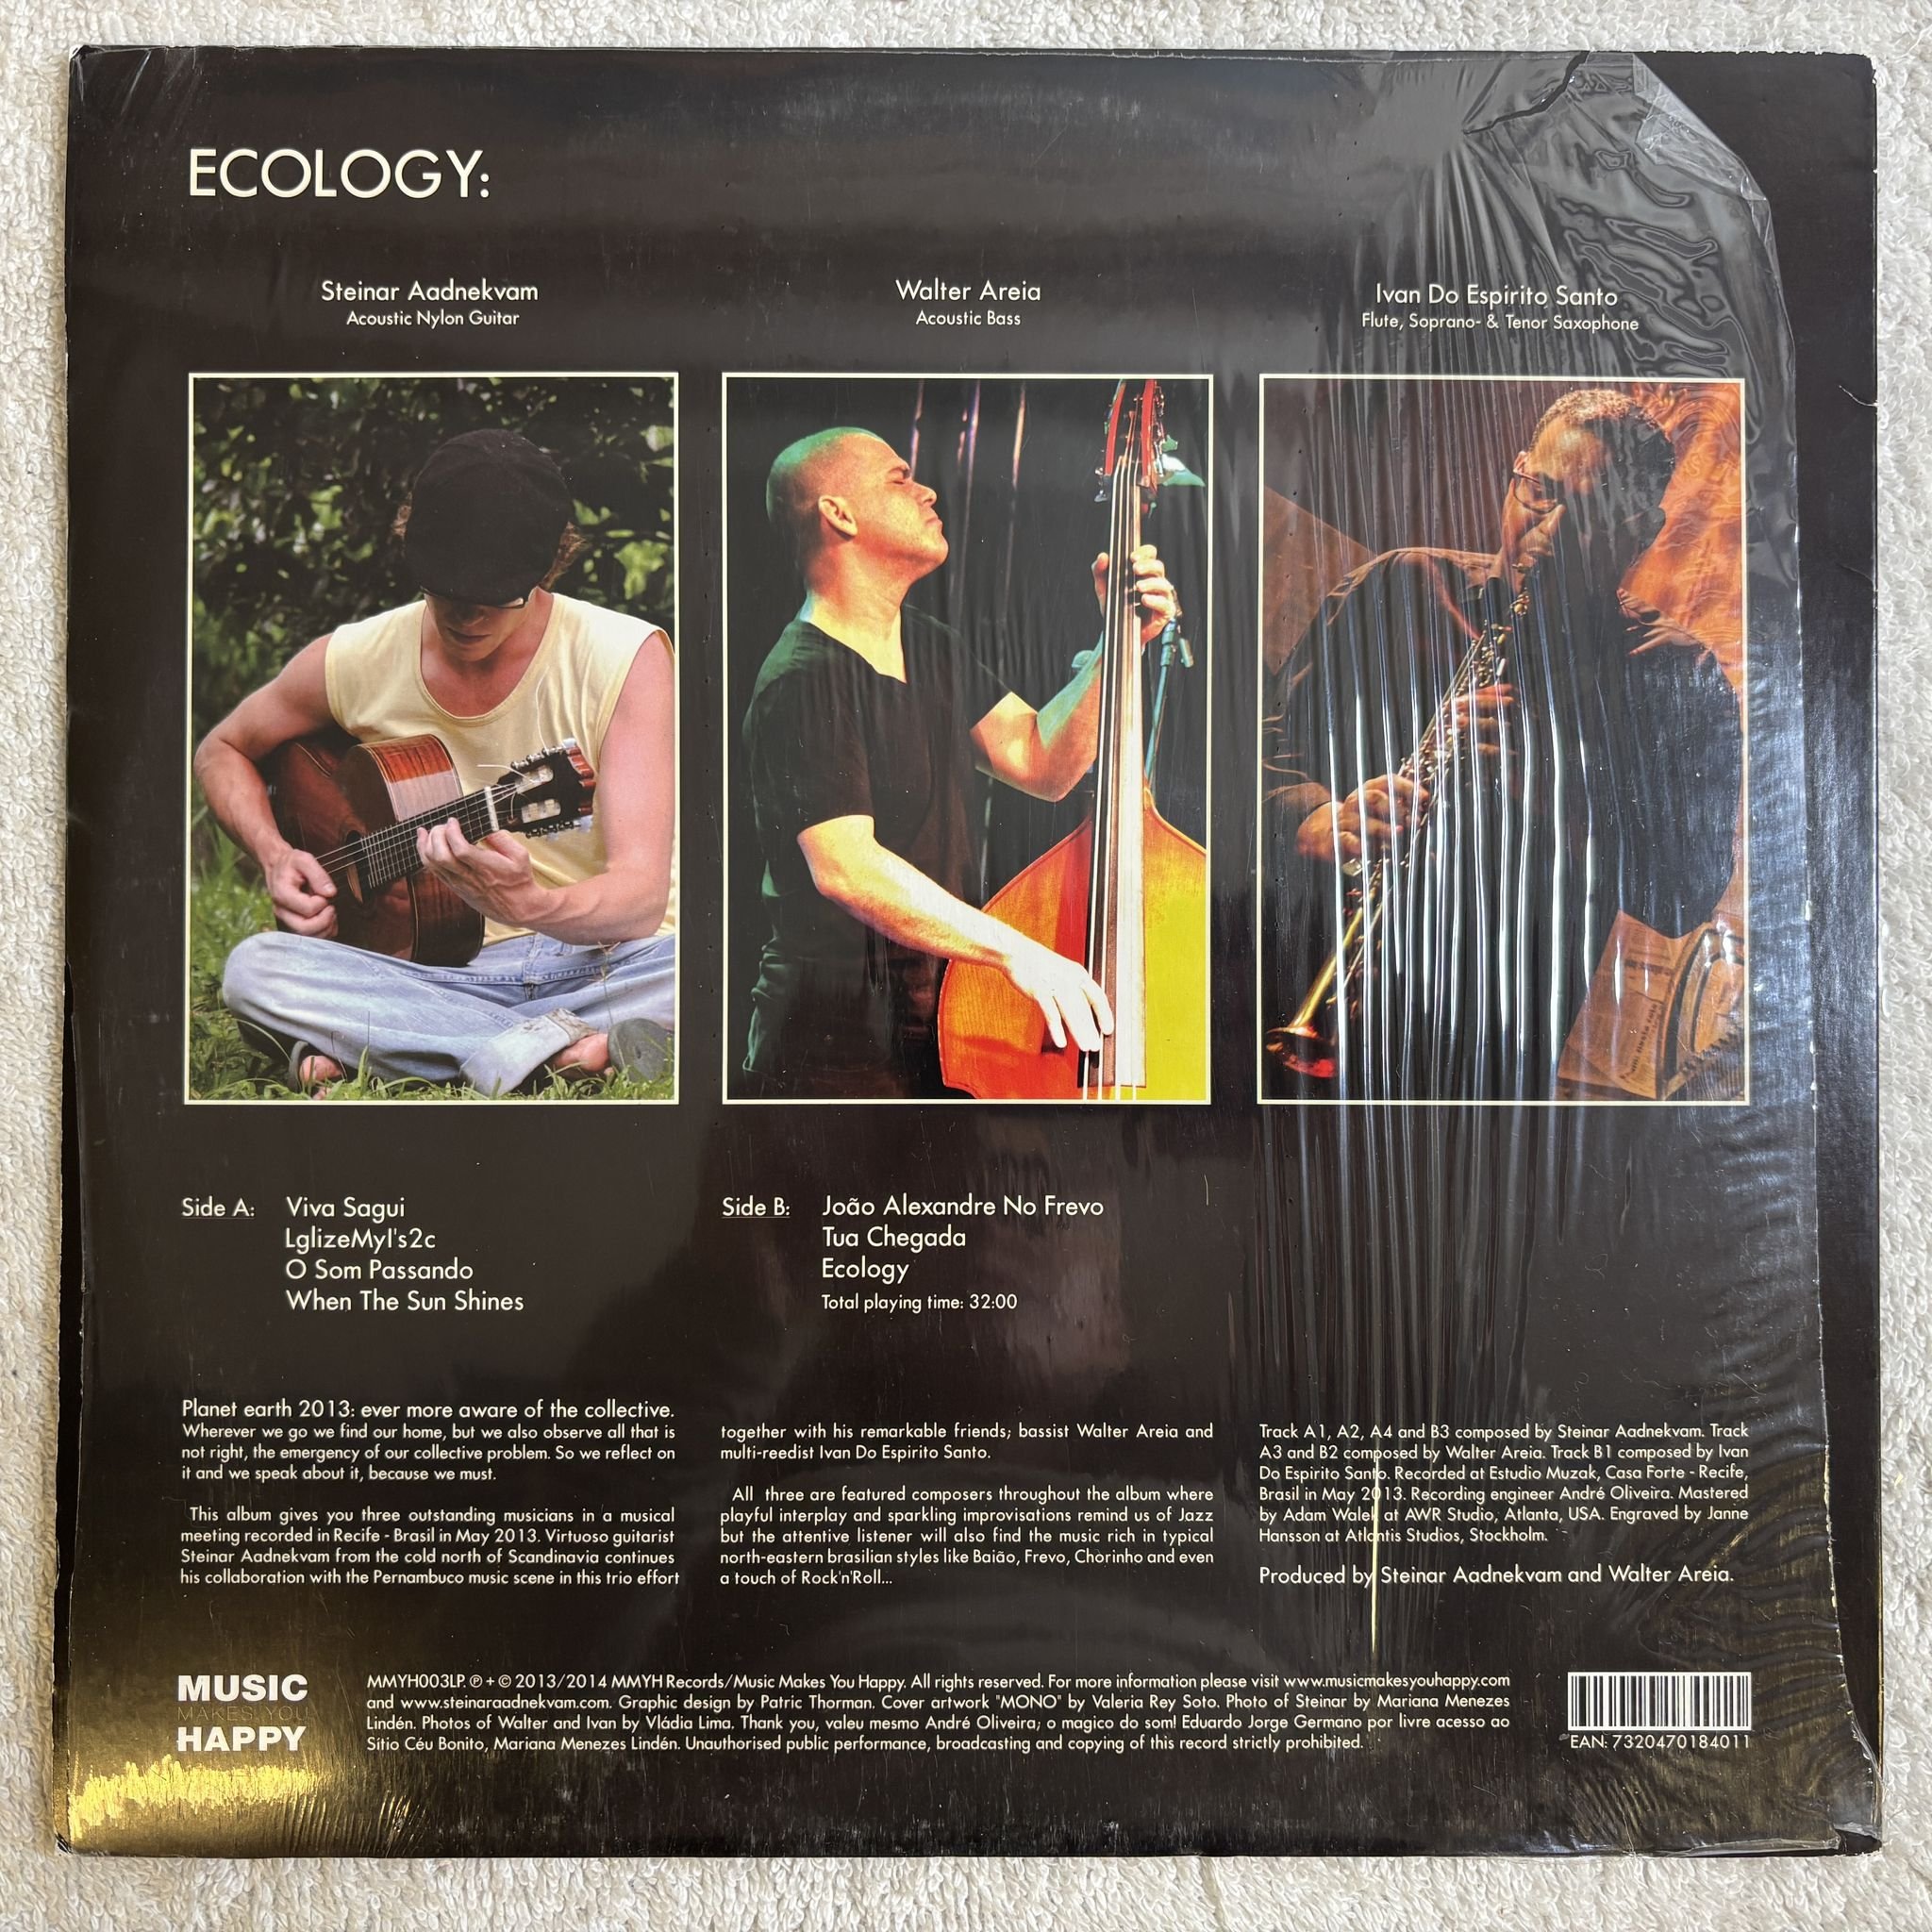 ECOLOGY:
Steinar Aadnekvam
Acoustic Nylon Guitar
Walter Areia
Acoustic Bass
Ivan Do Espirito Santo
Flute, Soprano- & Tenor Saxophone
Side A:
Viva Sagui
LglizeMyI's2c
O Som Passando
When The Sun Shines
Side B:
João Alexandre No Frevo
Tua Chegada
Ecology
Total playing time: 32:00
Planet earth 2013: ever more aware of the collective.
Wherever we go we find our home, but we also observe all that is
not right, the emergency of our collective problem. So we reflect on
it and we speak about it, because we must.
This album gives you three outstanding musicians in a musical
meeting recorded in Recife - Brasil in May 2013. Virtuoso guitarist
Steinar Aadnekvam from the cold north of Scandinavia continues
his collaboration with the Pernambuco music scene in this trio effort
together with his remarkable friends; bassist Walter Areia and
multi-reedist Ivan Do Espirito Santo.
All three are featured composers throughout the album where
playful interplay and sparkling improvisations remind us of Jazz
but the attentive listener will also find the music rich in typical
north-eastern brasilian styles like Baião, Frevo, Chorinho and even
a touch of Rock'n'Roll...
Track A1, A2, A4 and B3 composed by Steinar Aadnekvam. Track
A3 and B2 composed by Walter Areia. Track B1 composed by Ivan
Do Espirito Santo. Recorded at Estudio Muzak, Casa Forte - Recife,
Brasil in May 2013. Recording engineer André Oliveira. Mastered
by Adam Walek at AWR Studio, Atlanta, USA. Engraved by Janne
Hansson at Atlantis Studios, Stockholm.
Produced by Steinar Aadnekvam and Walter Areia.
MUSIC
MAKES YOU
HAPPY
MMYH003LP. ℗ + © 2013/2014 MMYH Records/Music Makes You Happy. All rights reserved. For more information please visit www.musicmakesyouhappy.com
and www.steinaraadnekvam.com. Graphic design by Patric Thorman. Cover artwork "MONO" by Valeria Rey Soto. Photo of Steinar by Mariana Menezes
Lindén. Photos of Walter and Ivan by Vládia Lima. Thank you, valeu mesmo André Oliveira; o magico do som! Eduardo Jorge Germano por livre acesso ao
Sítio Céu Bonito, Mariana Menezes Lindén. Unauthorised public performance, broadcasting and copying of this record strictly prohibited.
EAN: 7320470184011